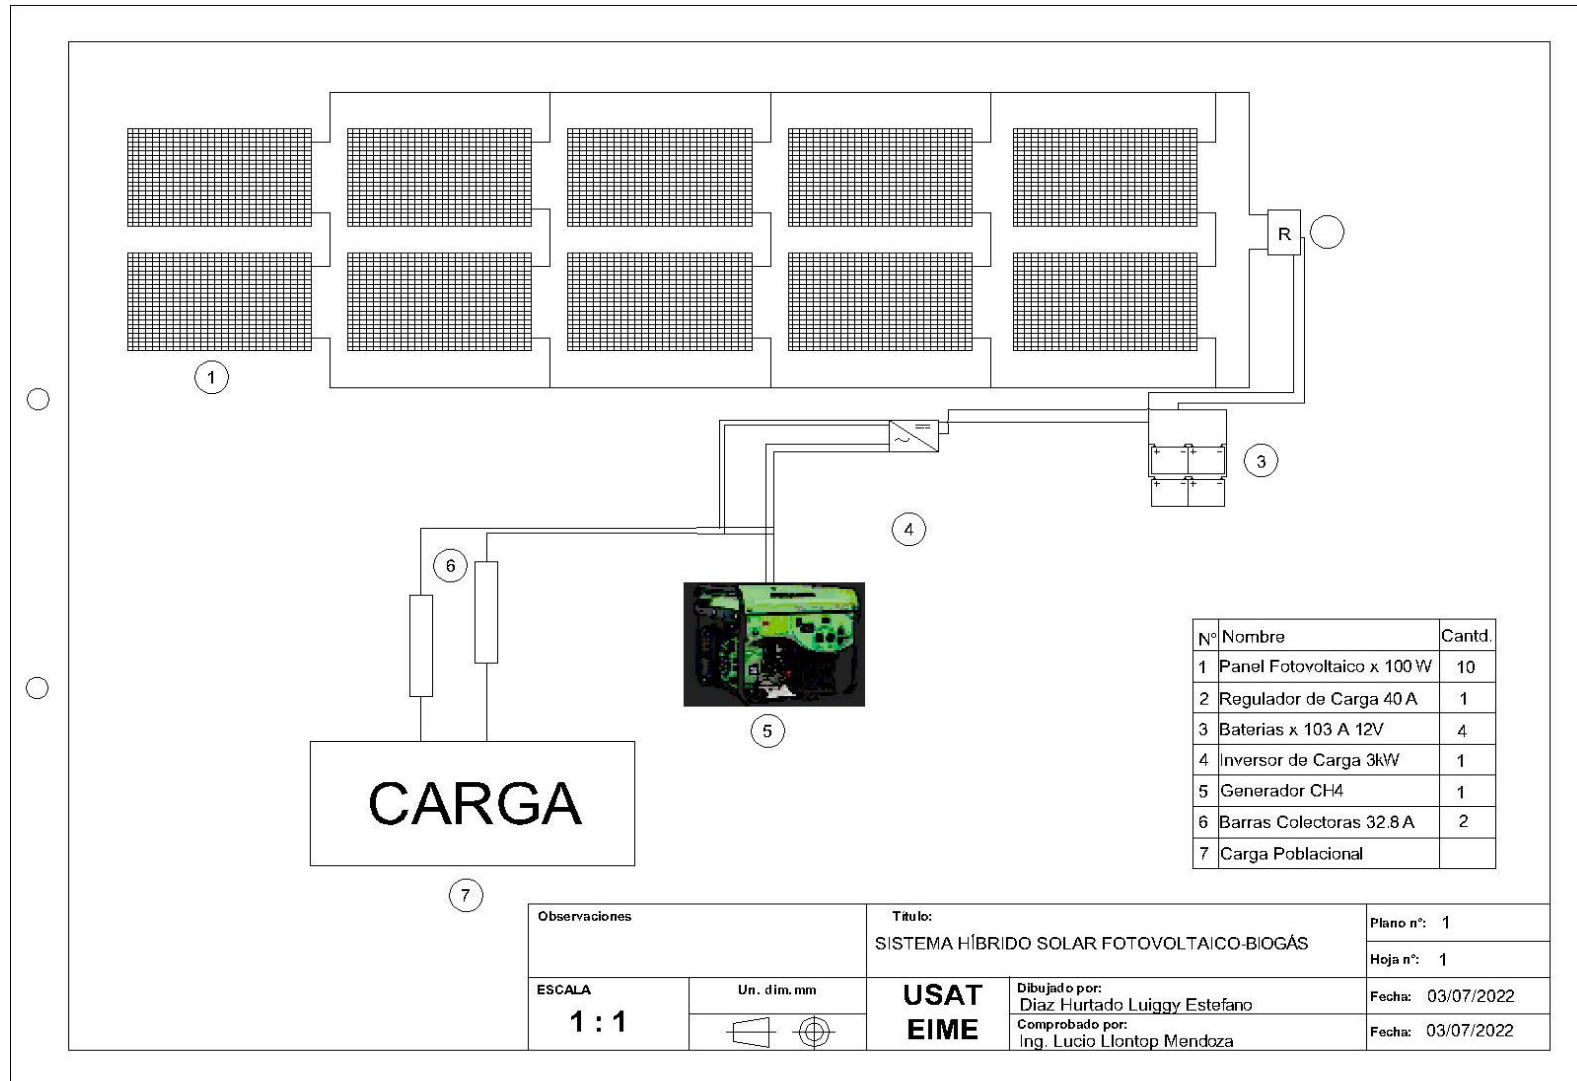 R
1
+ - + -
3
+ - + -
4
6
5
CARGA
7
N° Nombre Cantd.
1 Panel Fotovoltaico x 100 W 10
2 Regulador de Carga 40 A 1
3 Baterias x 103 A 12V 4
4 Inversor de Carga 3kW 1
5 Generador CH4 1
6 Barras Colectoras 32.8 A 2
7 Carga Poblacional
Observaciones
Título:
SISTEMA HÍBRIDO SOLAR FOTOVOLTAICO-BIOGÁS
Plano n°: 1
Hoja n°: 1
ESCALA
1 : 1
Un. dim. mm
USAT
EIME
Dibujado por:
Diaz Hurtado Luiggy Estefano
Fecha: 03/07/2022
Comprobado por:
Ing. Lucio Llontop Mendoza
Fecha: 03/07/2022